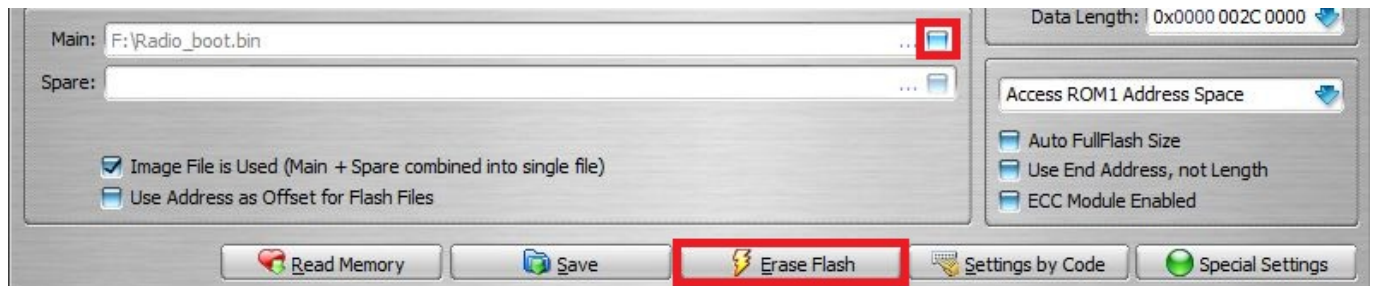 Data Length: 0x0000 002C 0000
Main: F:\Radio_boot.bin ...
Spare: ...
Access ROM1 Address Space
Auto FullFlash Size
Image File is Used (Main + Spare combined into single file)
Use End Address, not Length
Use Address as Offset for Flash Files
ECC Module Enabled
Read Memory Save Erase Flash Settings by Code Special Settings